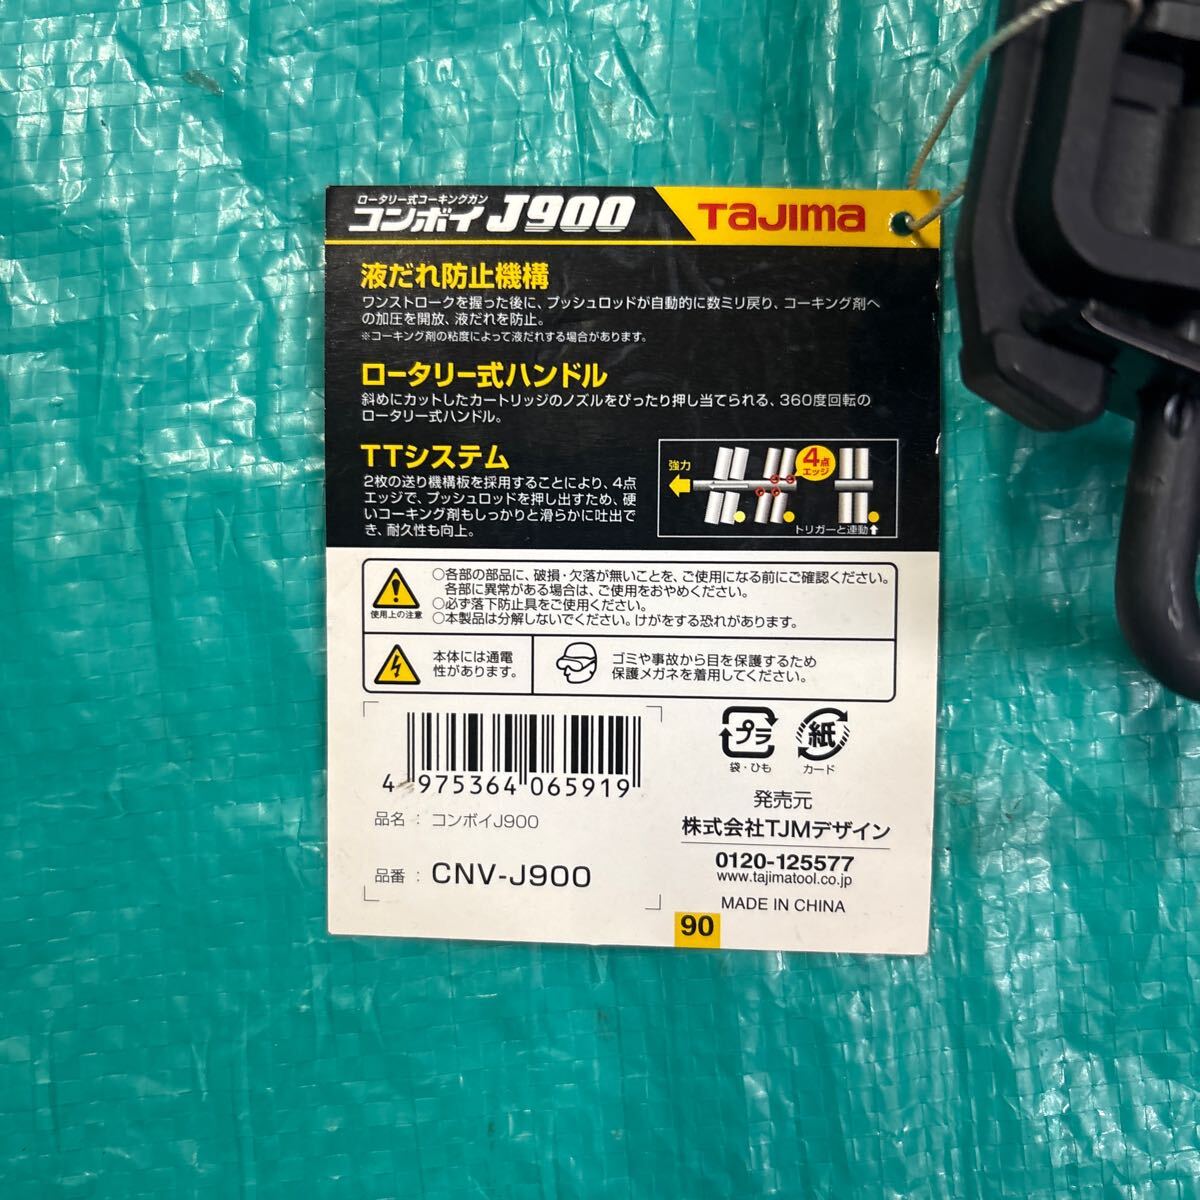 ロータリー式コーキングガン
コンボイ J900
TaJIma
液だれ防止機構
ワンストロークを握った後に、プッシュロッドが自動的に数ミリ戻り、コーキング剤へ
の加圧を開放、液だれを防止。
※コーキング剤の粘度によって液だれする場合があります。
ロータリー式ハンドル
斜めにカットしたカートリッジのノズルをぴったり押し当てられる、360度回転の
ロータリー式ハンドル。
TTシステム
2枚の送り機構板を採用することにより、4点
エッジで、プッシュロッドを押し出すため、硬
いコーキング剤もしっかりと滑らかに吐出で
き、耐久性も向上。
強力
4点
エッジ
トリガーと連動
使用上の注意
○各部の部品に、破損・欠落が無いことを、ご使用になる前にご確認ください。
各部に異常がある場合は、ご使用をおやめください。
○必ず落下防止具をご使用ください。
○本製品は分解しないでください。けがをする恐れがあります。
本体には通電
性があります。
ゴミや事故から目を保護するため
保護メガネを着用してください。
4 975364 065919
品名 : コンボイJ900
品番 : CNV-J900
プラ
袋・ひも
紙
カード
発売元
株式会社TJMデザイン
0120-125577
www.tajimatool.co.jp
MADE IN CHINA
90